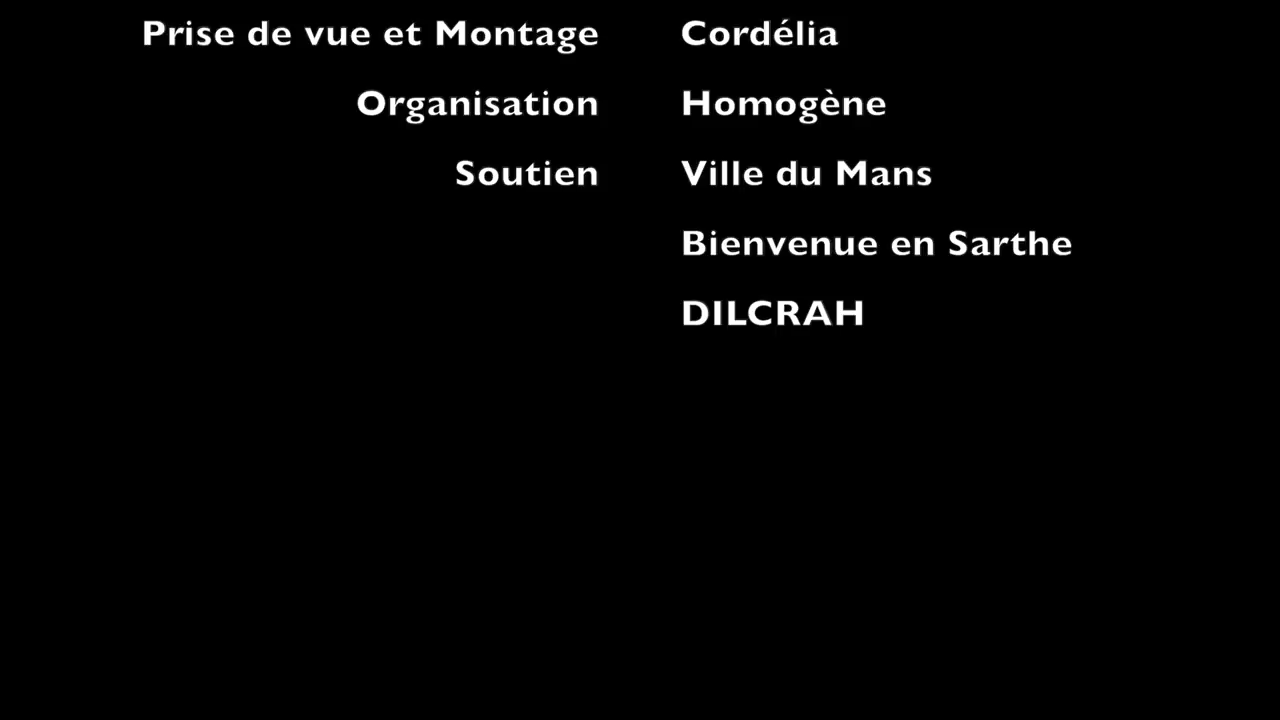 Prise de vue et Montage Cordélia
Organisation Homogène
Soutien Ville du Mans
Bienvenue en Sarthe
DILCRAH